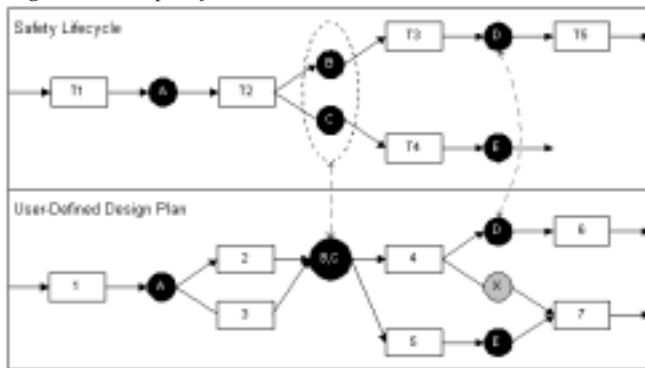 Safety Lifecycle
T1
A
T2
B
C
T3
D
T5
T4
E
User-Defined Design Plan
1
A
2
3
B,C
4
D
6
X
5
E
7